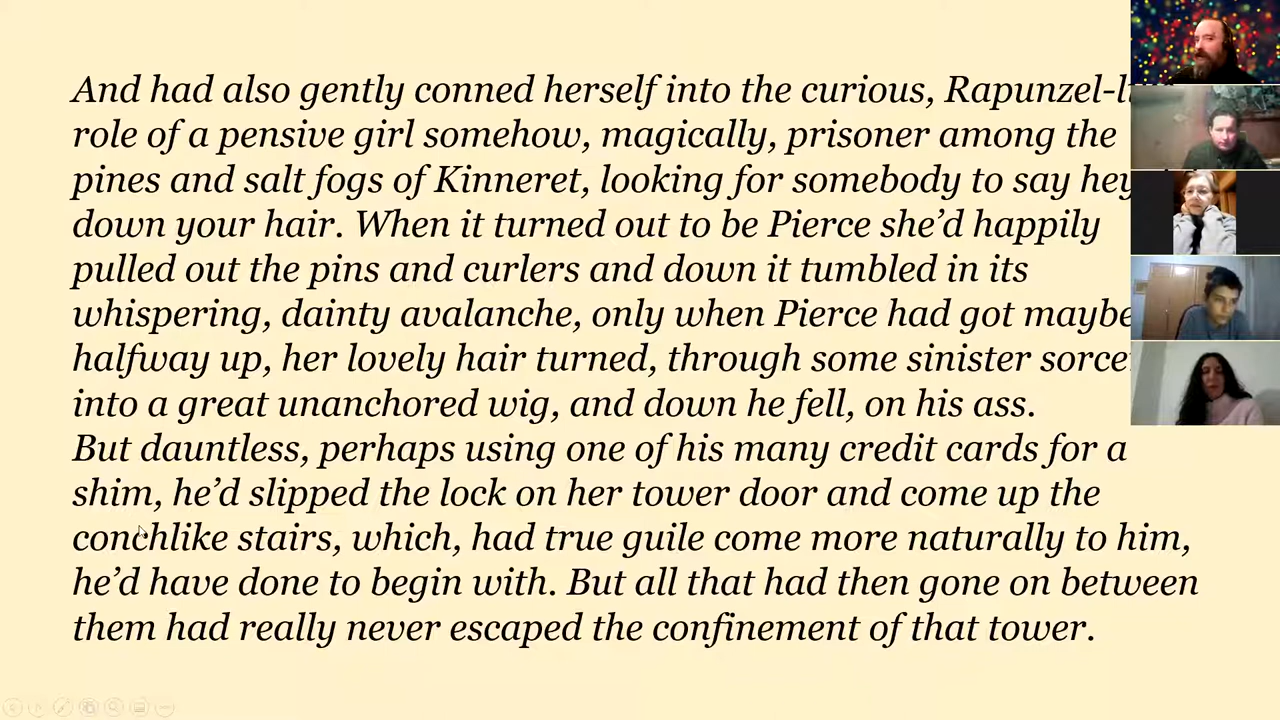 And had also gently conned herself into the curious, Rapunzel-
role of a pensive girl somehow, magically, prisoner among the
pines and salt fogs of Kinneret, looking for somebody to say hey
down your hair. When it turned out to be Pierce she’d happily
pulled out the pins and curlers and down it tumbled in its
whispering, dainty avalanche, only when Pierce had got maybe
halfway up, her lovely hair turned, through some sinister
into a great unanchored wig, and down he fell, on his ass.
But dauntless, perhaps using one of his many credit cards for a
shim, he’d slipped the lock on her tower door and come up the
conchlike stairs, which, had true guile come more naturally to him,
he’d have done to begin with. But all that had then gone on between
them had really never escaped the confinement of that tower.